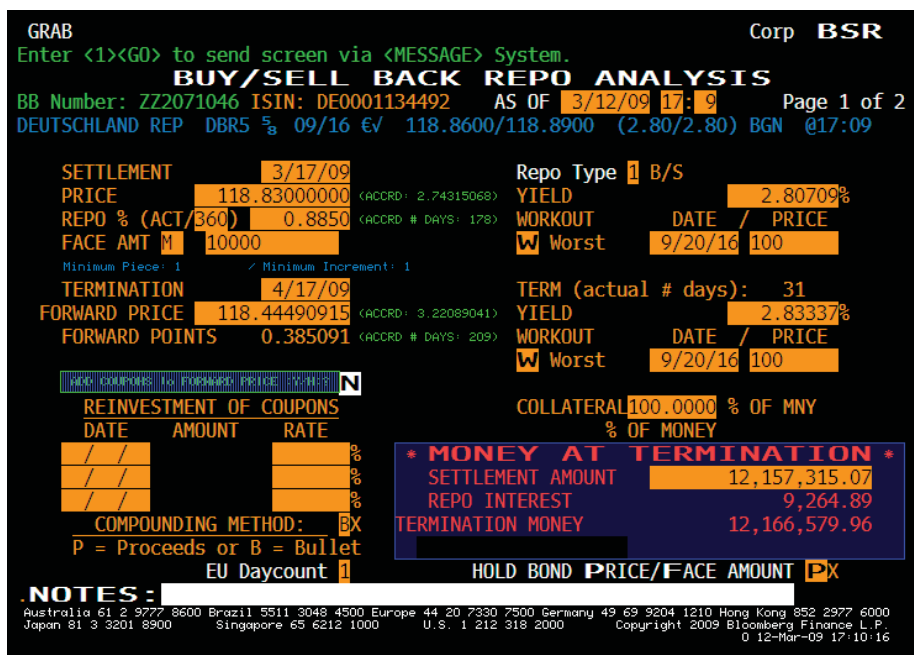 GRAB Corp BSR
Enter <1><GO> to send screen via <MESSAGE> System.
BUY/SELL BACK REPO ANALYSIS
BB Number: ZZ2071046 ISIN: DE0001134492 AS OF 3/12/09 17: 9 Page 1 of 2
DEUTSCHLAND REP DBR5 ⅝ 09/16 €√ 118.8600/118.8900 (2.80/2.80) BGN @17:09
SETTLEMENT 3/17/09 Repo Type 1 B/S
PRICE 118.83000000 (ACCRD: 2.74315068) YIELD 2.80709%
REPO % (ACT/360) 0.8850 (ACCRD # DAYS: 178) WORKOUT DATE / PRICE
FACE AMT M 10000 W Worst 9/20/16 100
Minimum Piece: 1 / Minimum Increment: 1
TERMINATION 4/17/09 TERM (actual # days): 31
FORWARD PRICE 118.44490915 (ACCRD: 3.22089041) YIELD 2.83337%
FORWARD POINTS 0.385091 (ACCRD # DAYS: 209) WORKOUT DATE / PRICE
W Worst 9/20/16 100
ADD COUPONS to FORWARD PRICE :Y/N:? N
REINVESTMENT OF COUPONS COLLATERAL 100.0000 % OF MNY
DATE AMOUNT RATE % OF MONEY
/ / % * MONEY AT TERMINATION *
/ / % SETTLEMENT AMOUNT 12,157,315.07
/ / % REPO INTEREST 9,264.89
COMPOUNDING METHOD: BX TERMINATION MONEY 12,166,579.96
P = Proceeds or B = Bullet
EU Daycount 1 HOLD BOND PRICE/FACE AMOUNT PX
.NOTES:
Australia 61 2 9777 8600 Brazil 5511 3048 4500 Europe 44 20 7330 7500 Germany 49 69 9204 1210 Hong Kong 852 2977 6000
Japan 81 3 3201 8900 Singapore 65 6212 1000 U.S. 1 212 318 2000 Copyright 2009 Bloomberg Finance L.P.
0 12-Mar-09 17:10:16